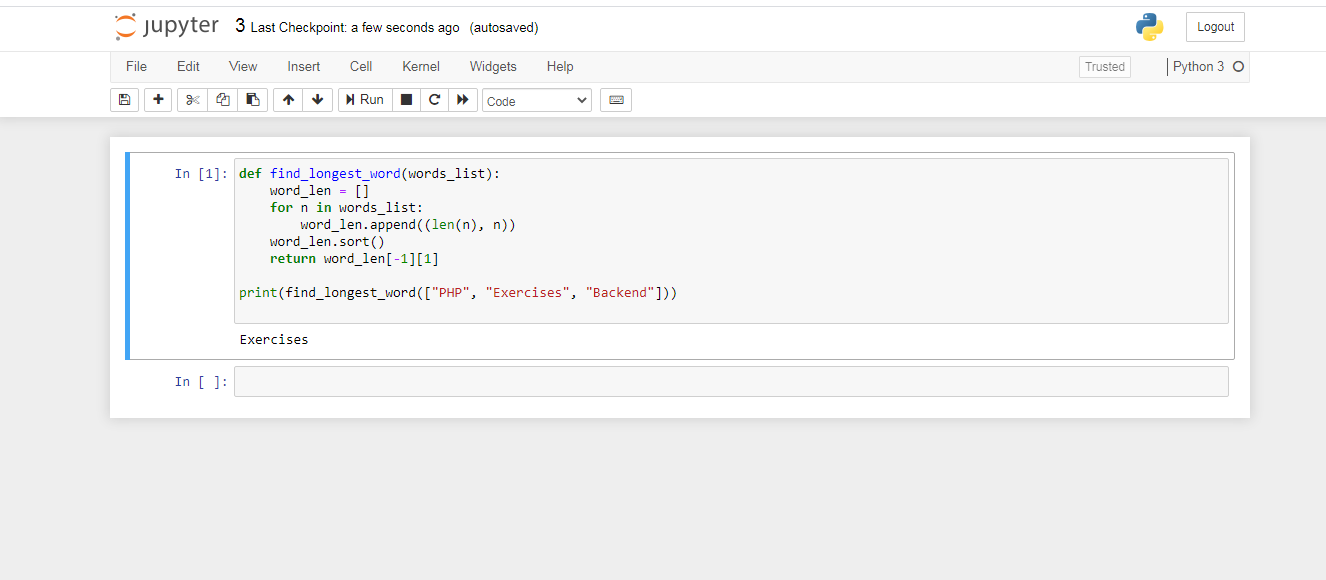 jupyter 3 Last Checkpoint: a few seconds ago (autosaved) Logout
File Edit View Insert Cell Kernel Widgets Help Trusted Python 3
Run Code
In [1]: def find_longest_word(words_list):
    word_len = []
    for n in words_list:
        word_len.append((len(n), n))
    word_len.sort()
    return word_len[-1][1]
print(find_longest_word(["PHP", "Exercises", "Backend"]))
Exercises
In [ ]: